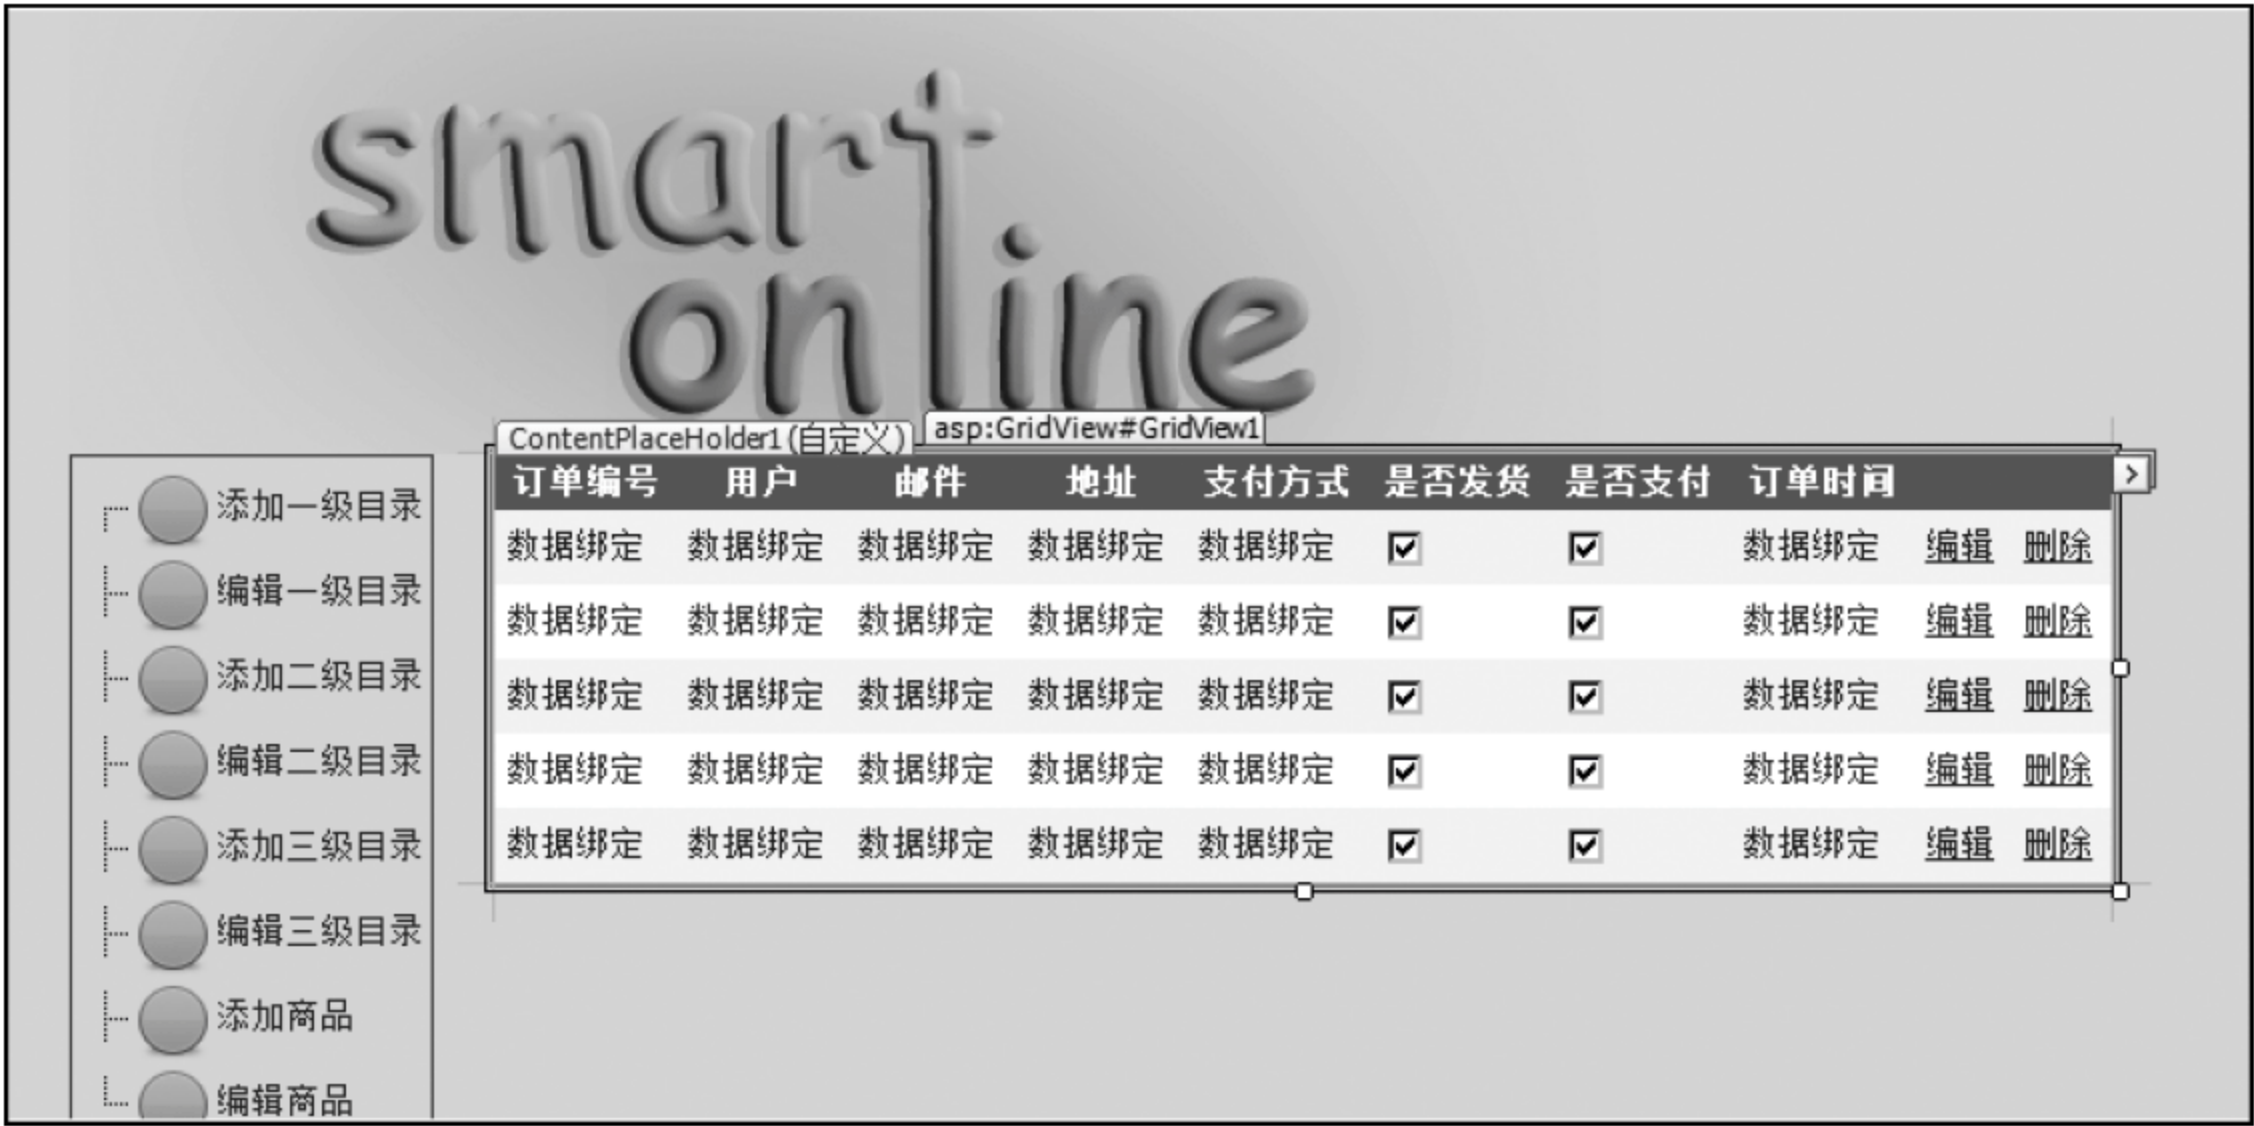 smart
online
ContentPlaceHolder1(自定义)
asp:GridView#GridView1
订单编号 用户 邮件 地址 支付方式 是否发货 是否支付 订单时间
数据绑定 数据绑定 数据绑定 数据绑定 数据绑定 数据绑定 编辑 删除
数据绑定 数据绑定 数据绑定 数据绑定 数据绑定 数据绑定 编辑 删除
数据绑定 数据绑定 数据绑定 数据绑定 数据绑定 数据绑定 编辑 删除
数据绑定 数据绑定 数据绑定 数据绑定 数据绑定 数据绑定 编辑 删除
数据绑定 数据绑定 数据绑定 数据绑定 数据绑定 数据绑定 编辑 删除
添加一级目录
编辑一级目录
添加二级目录
编辑二级目录
添加三级目录
编辑三级目录
添加商品
编辑商品